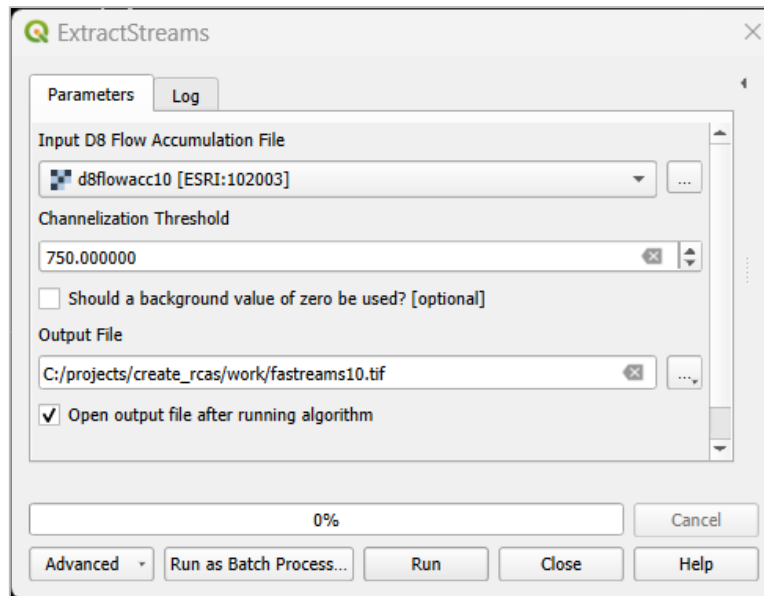 ExtractStreams
Parameters Log
Input D8 Flow Accumulation File
d8flowacc10 [ESRI:102003] ...
Channelization Threshold
750.000000
Should a background value of zero be used? [optional]
Output File
C:/projects/create_rcas/work/fastreams10.tif ...
Open output file after running algorithm
0% Cancel
Advanced Run as Batch Process... Run Close Help